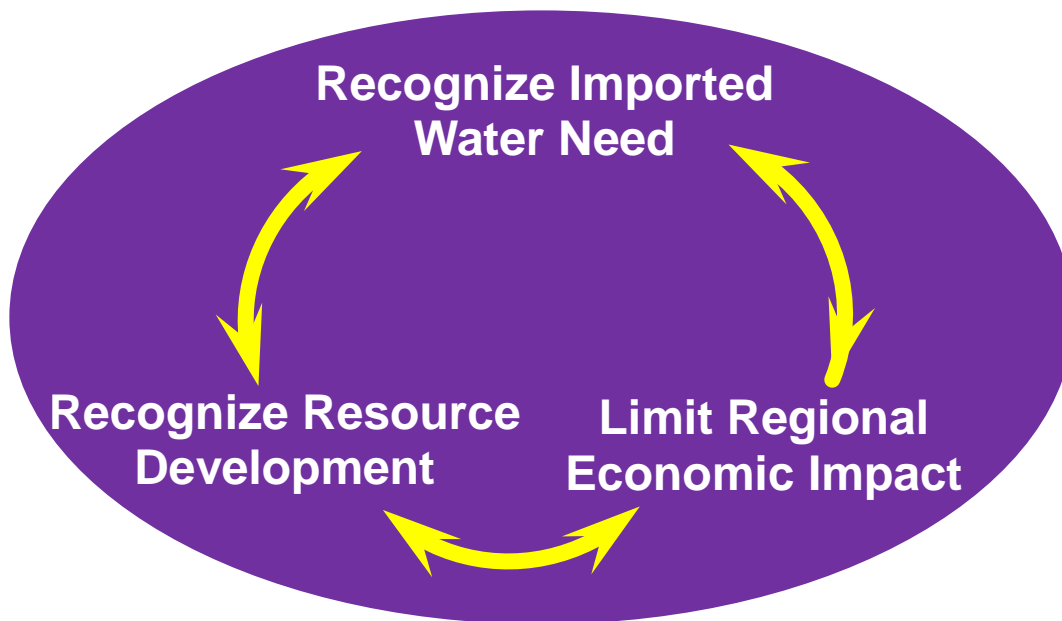 Recognize Imported
Water Need
Recognize Resource
Development
Limit Regional
Economic Impact